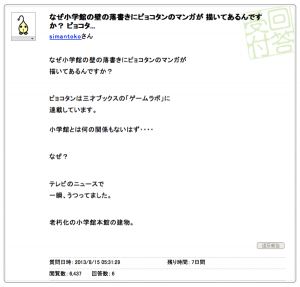 なぜ小学館の壁の落書きにピョコタンのマンガが 描いてあるんです
か？ ピョコタ...
simantokoさん
回答受付
なぜ小学館の壁の落書きにピョコタンのマンガが
描いてあるんですか？
ピョコタンは三才ブックスの「ゲームラボ」に
連載しています。
小学館とは何の関係もないはず・・・・
なぜ？
テレビのニュースで
一瞬、うつってました。
老朽化の小学館本館の建物。
違反報告
質問日時: 2013/8/15 05:31:29 残り時間: 7日間
閲覧数: 8,437 回答数: 6